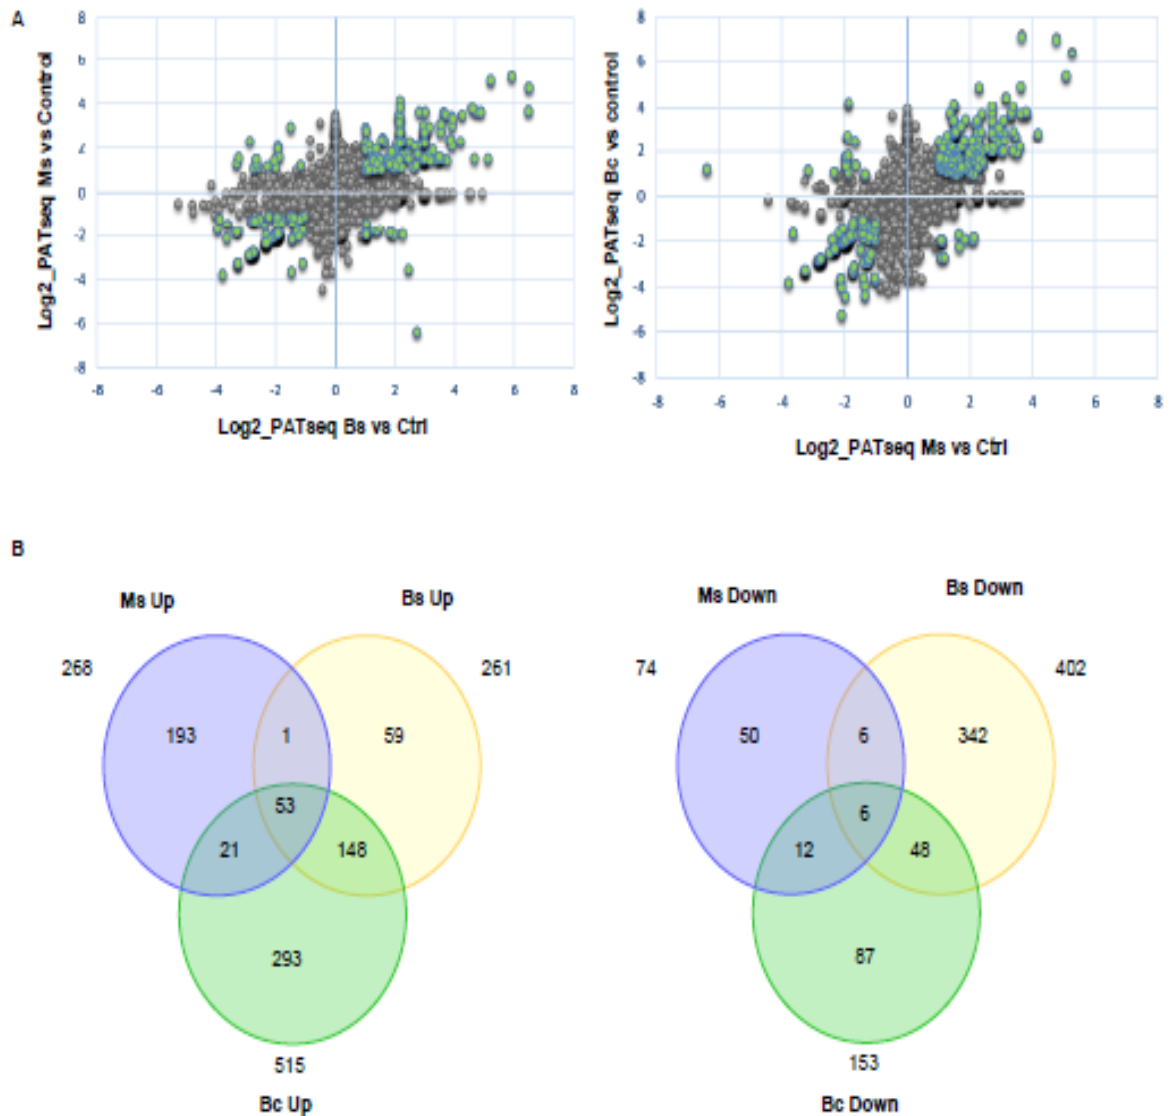 A
8
6
4
2
0
-2
-4
-6
-8
-8 -6 -4 -2 0 2 4 6 8
Log2_PATseq Ms vs Control
Log2_PATseq Bs vs Ctrl
8
6
4
2
0
-2
-4
-6
-8
-8 -6 -4 -2 0 2 4 6 8
Log2_PATseq Bc vs control
Log2_PATseq Ms vs Ctrl
B
Ms Up
Bs Up
268
261
193
1
59
53
21
148
293
515
Bc Up
Ms Down
Bs Down
74
402
50
6
342
6
12
48
87
153
Bc Down